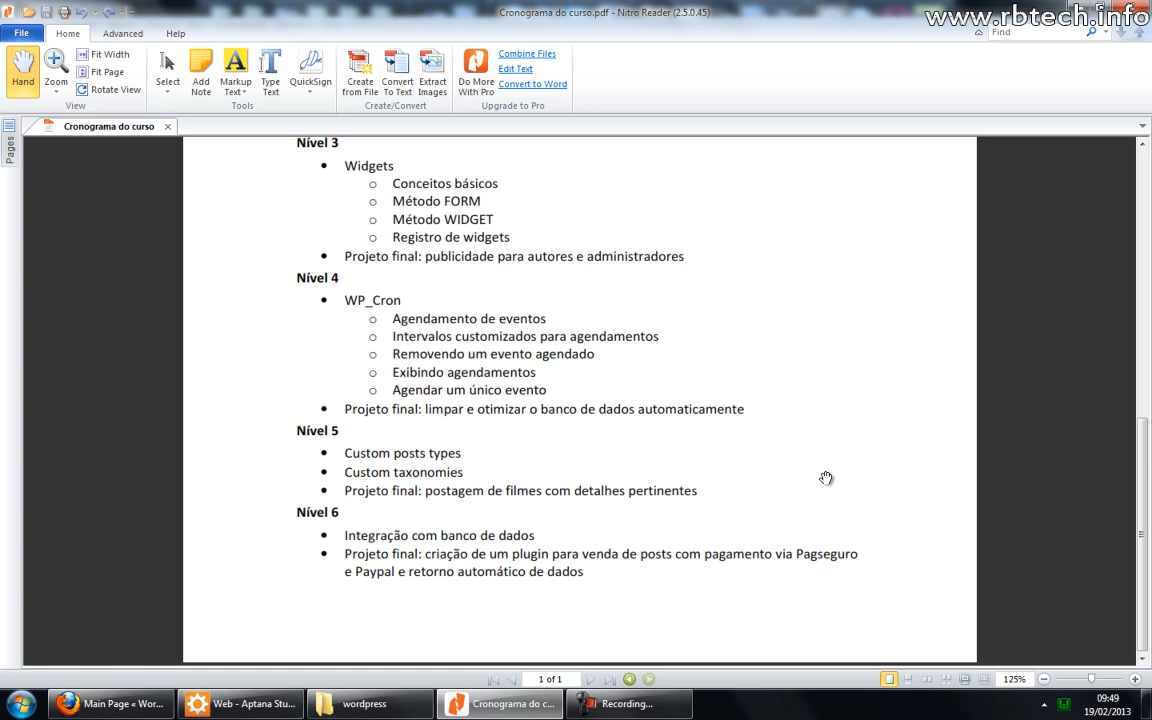 Cronograma do curso.pdf - Nitro Reader (2.5.0.45)
www.rbtech.info
File
Home
Advanced
Help
Find
Hand
Zoom
Fit Width
Fit Page
Rotate View
View
Select
Add Note
Markup Text
Type Text
QuickSign
Tools
Create from File
Convert To Text
Extract Images
Create/Convert
Do More With Pro
Combine Files
Edit Text
Convert to Word
Upgrade to Pro
Cronograma do curso
Pages
Nível 3
Widgets
Conceitos básicos
Método FORM
Método WIDGET
Registro de widgets
Projeto final: publicidade para autores e administradores
Nível 4
WP_Cron
Agendamento de eventos
Intervalos customizados para agendamentos
Removendo um evento agendado
Exibindo agendamentos
Agendar um único evento
Projeto final: limpar e otimizar o banco de dados automaticamente
Nível 5
Custom posts types
Custom taxonomies
Projeto final: postagem de filmes com detalhes pertinentes
Nível 6
Integração com banco de dados
Projeto final: criação de um plugin para venda de posts com pagamento via Pagseguro
e Paypal e retorno automático de dados
1 of 1
125%
Main Page « Wor...
Web - Aptana Stu...
wordpress
Cronograma do c...
Recording...
09:49
19/02/2013